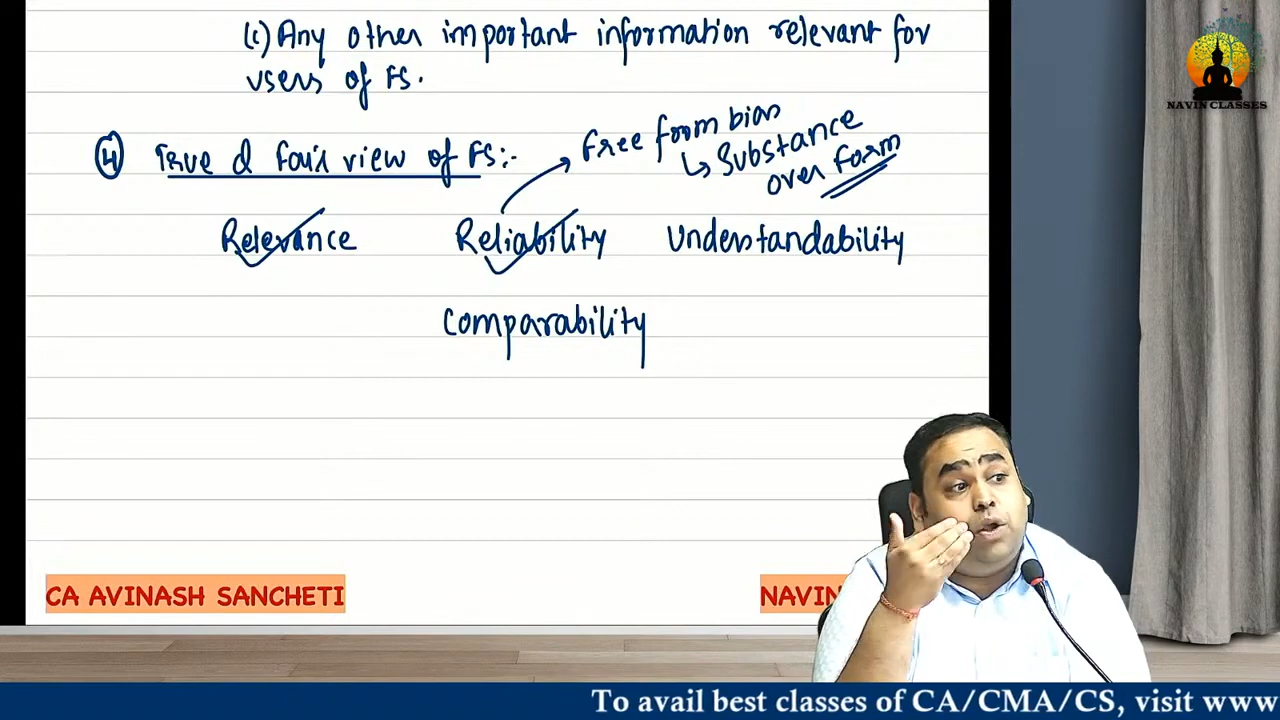 (c) Any other important information relevant for
users of FS.
④ True & fair view of FS:-
Free from bias
↳ Substance
over form
Relevance Reliability Understandability
Comparability
NAVIN CLASSES
CA AVINASH SANCHETI
NAVIN
To avail best classes of CA/CMA/CS, visit www